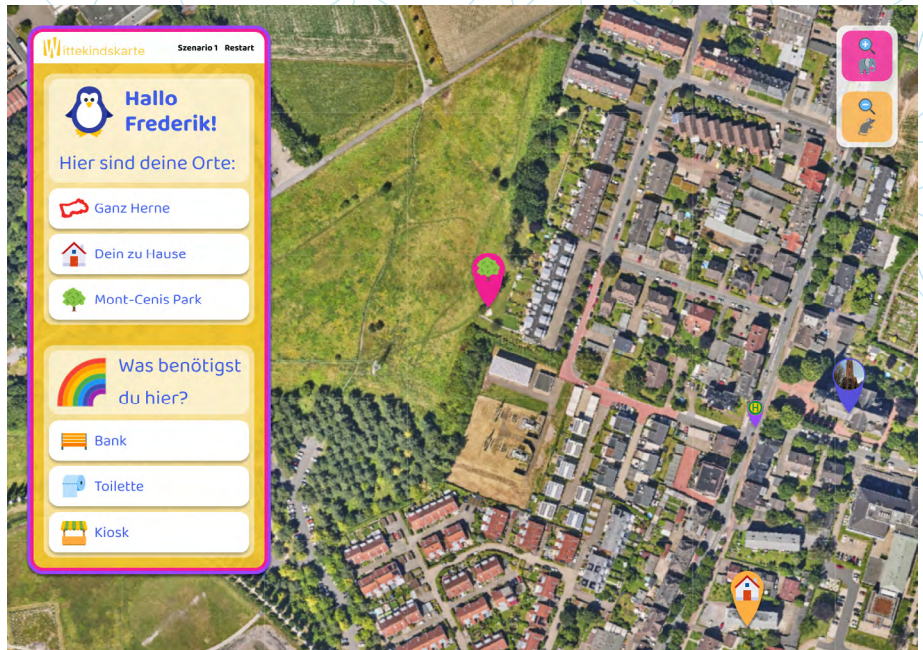 Wittekindskarte
Szenario 1 Restart
Hallo
Frederik!
Hier sind deine Orte:
Ganz Herne
Dein zu Hause
Mont-Cenis Park
Was benötigst
du hier?
Bank
Toilette
Kiosk
H